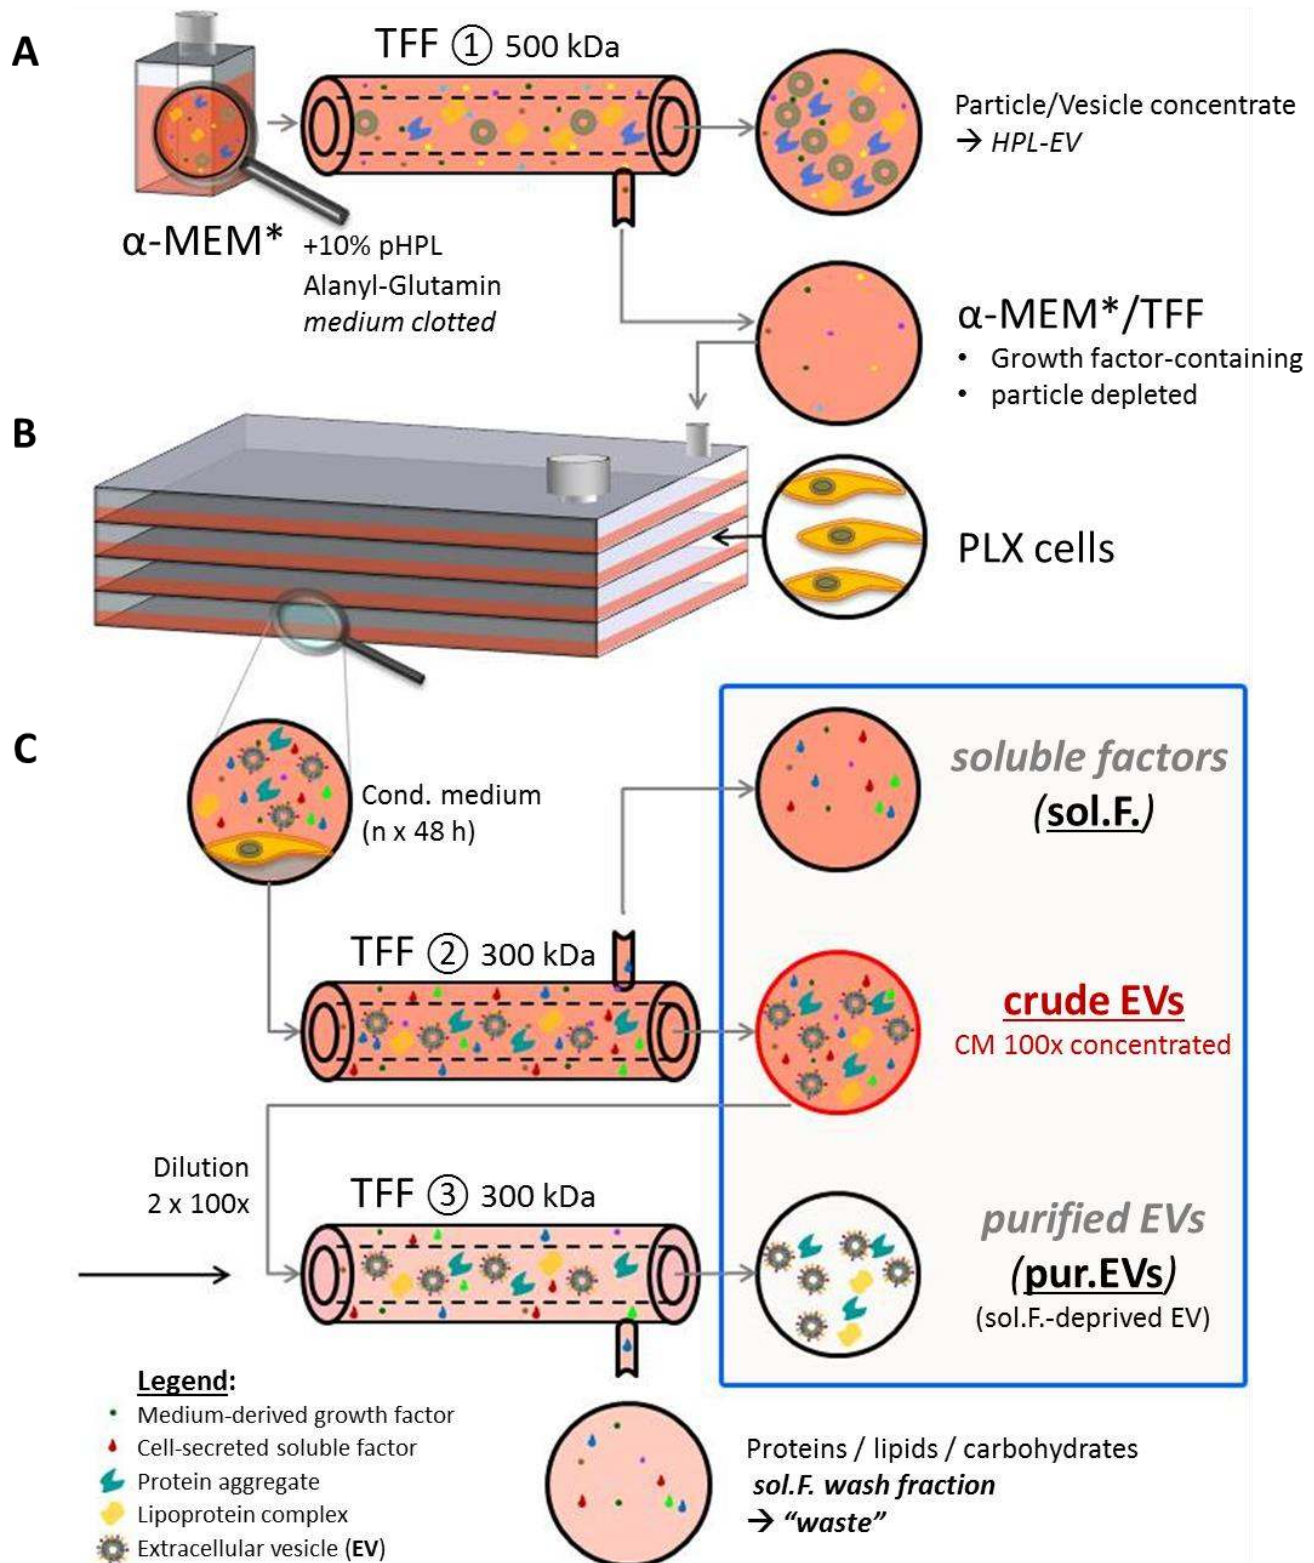 A
TFF ① 500 kDa
Particle/Vesicle concentrate
→ HPL-EV
α-MEM* +10% pHPL
Alanyl-Glutamin
medium clotted
α-MEM*/TFF
• Growth factor-containing
• particle depleted
B
PLX cells
C
Cond. medium
(n x 48 h)
soluble factors
(sol.F.)
TFF ② 300 kDa
crude EVs
CM 100x concentrated
Dilution
2 x 100x
TFF ③ 300 kDa
purified EVs
(pur.EVs)
(sol.F.-deprived EV)
Legend:
Medium-derived growth factor
Cell-secreted soluble factor
Protein aggregate
Lipoprotein complex
Extracellular vesicle (EV)
Proteins / lipids / carbohydrates
sol.F. wash fraction
→ “waste”